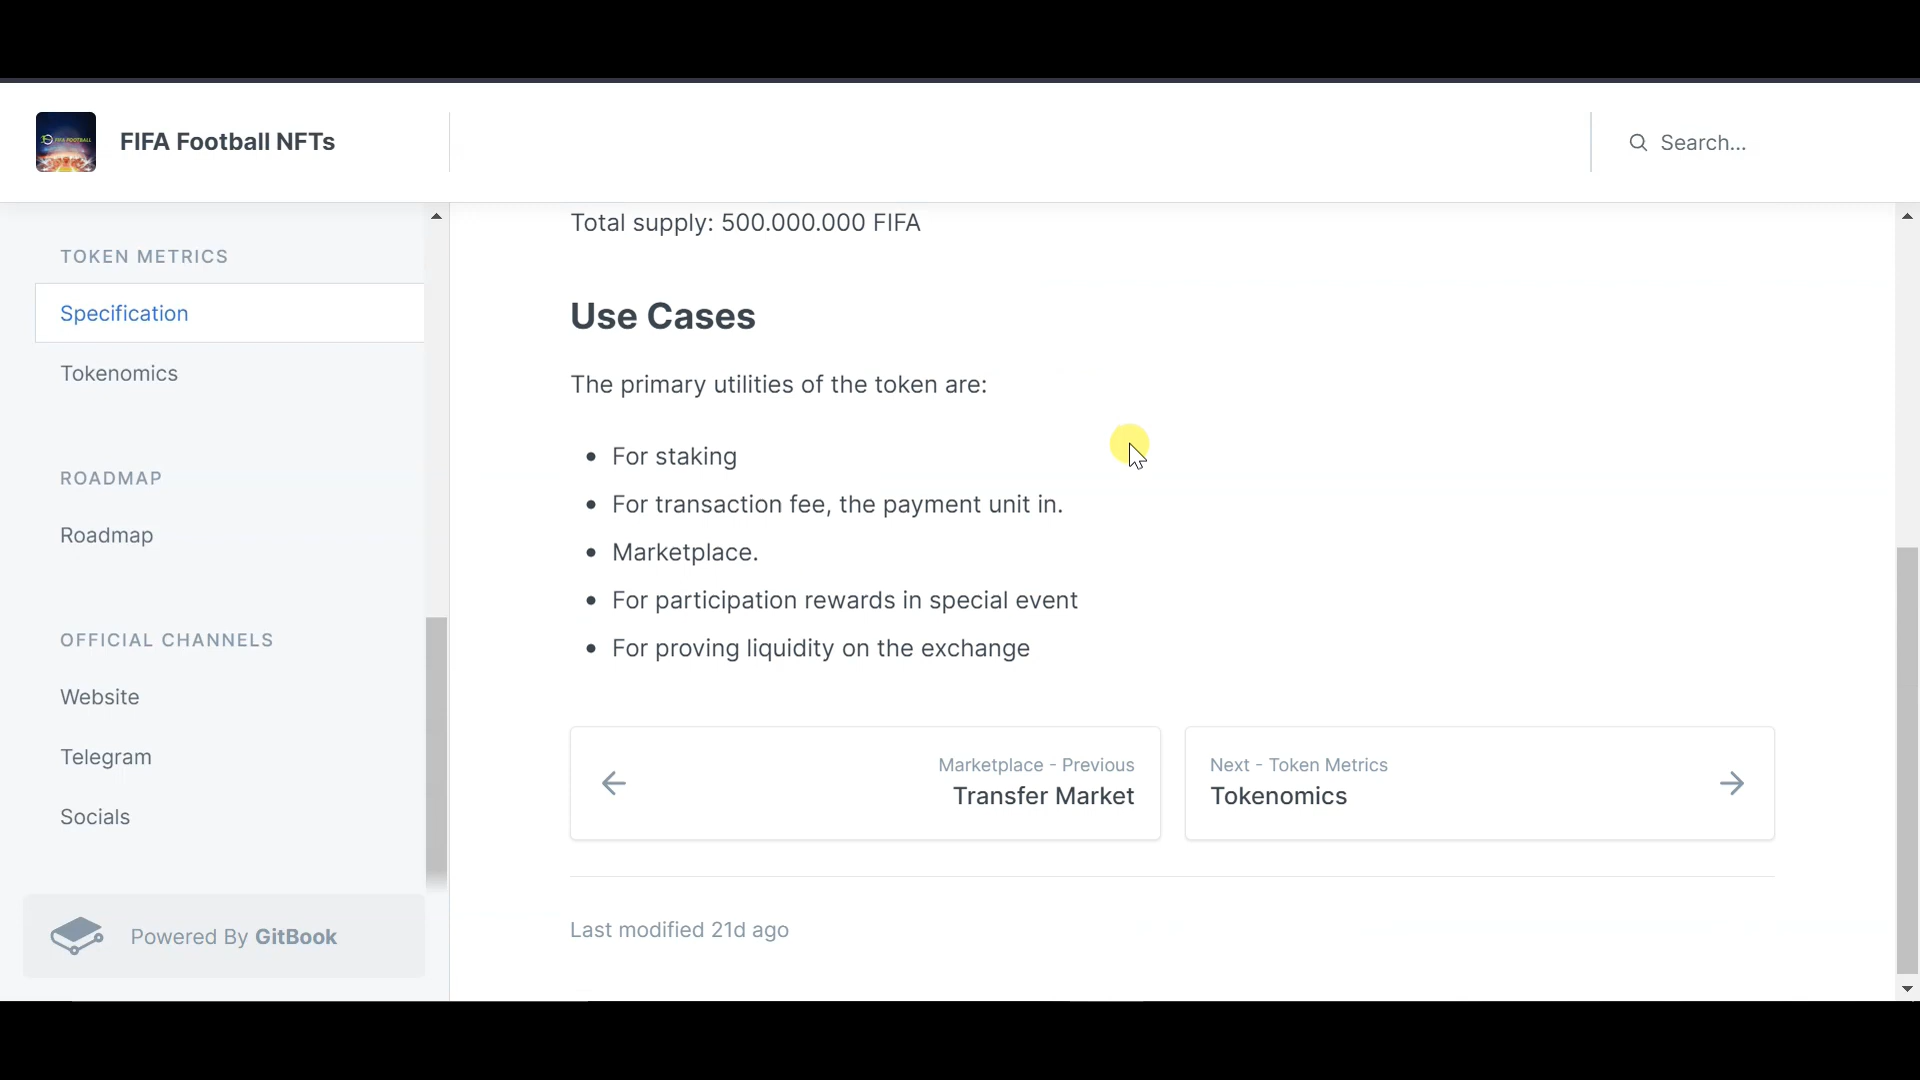 FIFA Football NFTs
Search...
TOKEN METRICS
Specification
Tokenomics
ROADMAP
Roadmap
OFFICIAL CHANNELS
Website
Telegram
Socials
Powered By GitBook
Total supply: 500.000.000 FIFA
Use Cases
The primary utilities of the token are:
• For staking
• For transaction fee, the payment unit in.
• Marketplace.
• For participation rewards in special event
• For proving liquidity on the exchange
Marketplace - Previous
Transfer Market
Next - Token Metrics
Tokenomics
Last modified 21d ago